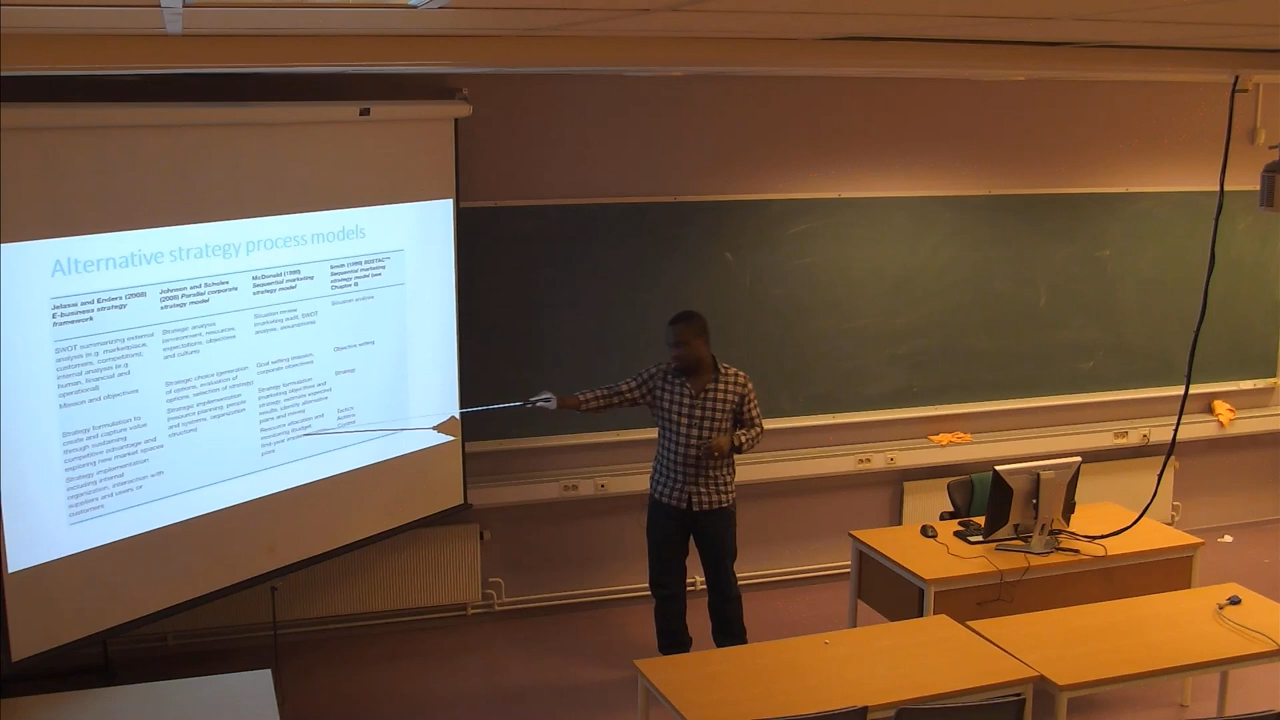 Alternative strategy process models
Jelassi and Enders (2008)
E-business strategy
framework
Johnson and Scholes
(2006) Parallel corporate
strategy model
McDonald (1999)
Sequential marketing
strategy model
Smith (1999) SOSTAC™
Sequential marketing
strategy model (see
Chapter 8)
SWOT summarizing external
analysis (e.g. marketplace,
customers, competitors),
internal analysis (e.g.
human, financial and
operational)
Strategic analysis
(environment, resources,
expectations, objectives
and culture)
Situation review
(marketing audit, SWOT
analysis, assumptions)
Situation analysis
Mission and objectives
Strategic choice (generation
of options, evaluation of
options, selection of strategy)
Goal setting (mission,
corporate objectives)
Objective setting
Strategy formulation to
create and capture value
through sustaining
competitive advantage and
exploring new market spaces
Strategic implementation
(resource planning, people
and systems, organization
structure)
Strategy formulation
(marketing objectives and
strategy, estimate expected
results, identify alternative
plans and mixes)
Strategy
Strategy implementation
including internal
organization, interaction with
suppliers and users or
customers
Resource allocation and
monitoring (budget,
first-year
plan)
Tactics
Actions
Control